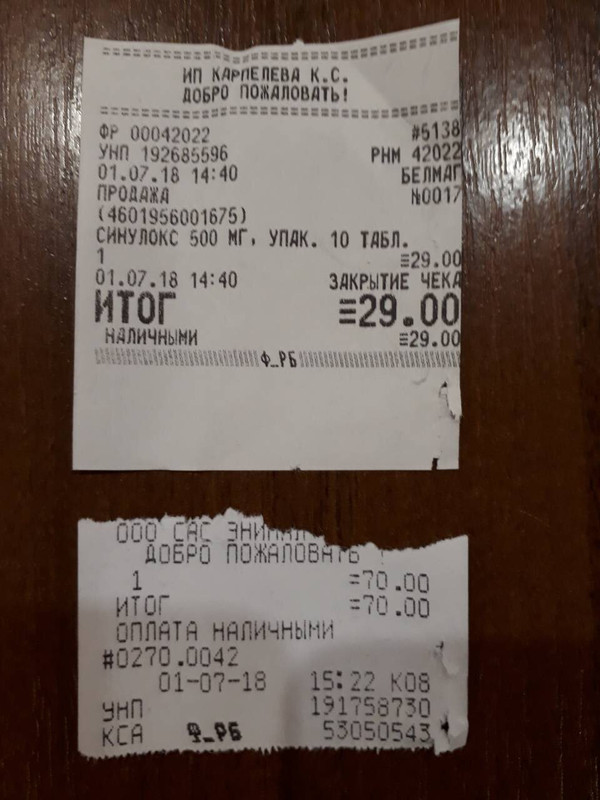 ИП КАРПЕЛЕВА К.С.
ДОБРО ПОЖАЛОВАТЬ!
ФР 00042022 #5138
УНП 192685596 РНМ 42022
01.07.18 14:40 БЕЛМАГ
ПРОДАЖА №0017
(4601956001675)
СИНУЛОКС 500 МГ, УПАК. 10 ТАБЛ.
1 ≡29.00
01.07.18 14:40 ЗАКРЫТИЕ ЧЕКА
ИТОГ ≡29.00
НАЛИЧНЫМИ ≡29.00
Ф_РБ
ООО САС
ДОБРО ПОЖАЛОВАТЬ !
1 =70.00
ИТОГ =70.00
ОПЛАТА НАЛИЧНЫМИ
#0270.0042
01-07-18 15:22 К08
УНП 191758730
КСА Ф_РБ 53050543